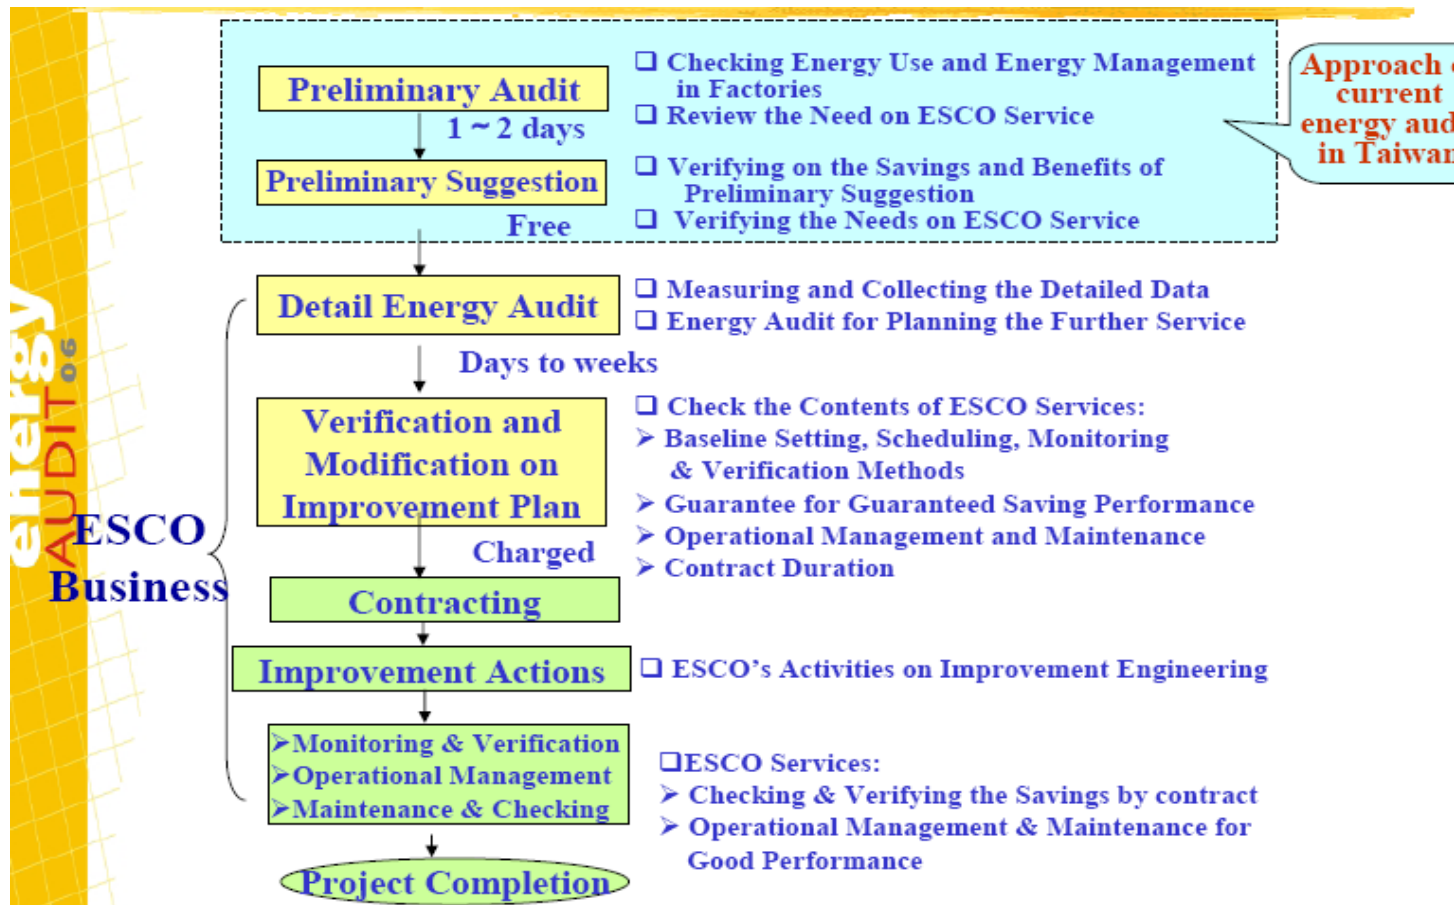 Preliminary Audit
1 ~ 2 days
❑ Checking Energy Use and Energy Management
in Factories
❑ Review the Need on ESCO Service
Approach
current
energy
in Taiwan
Preliminary Suggestion
Free
❑ Verifying on the Savings and Benefits of
Preliminary Suggestion
❑ Verifying the Needs on ESCO Service
Detail Energy Audit
Days to weeks
❑ Measuring and Collecting the Detailed Data
❑ Energy Audit for Planning the Further Service
energy
AUDIT'06
ESCO
Business
Verification and
Modification on
Improvement Plan
Charged
❑ Check the Contents of ESCO Services:
➢ Baseline Setting, Scheduling, Monitoring
& Verification Methods
➢ Guarantee for Guaranteed Saving Performance
➢ Operational Management and Maintenance
➢ Contract Duration
Contracting
Improvement Actions
❑ ESCO's Activities on Improvement Engineering
➢Monitoring & Verification
➢Operational Management
➢Maintenance & Checking
❑ESCO Services:
➢ Checking & Verifying the Savings by contract
➢ Operational Management & Maintenance for
Good Performance
Project Completion